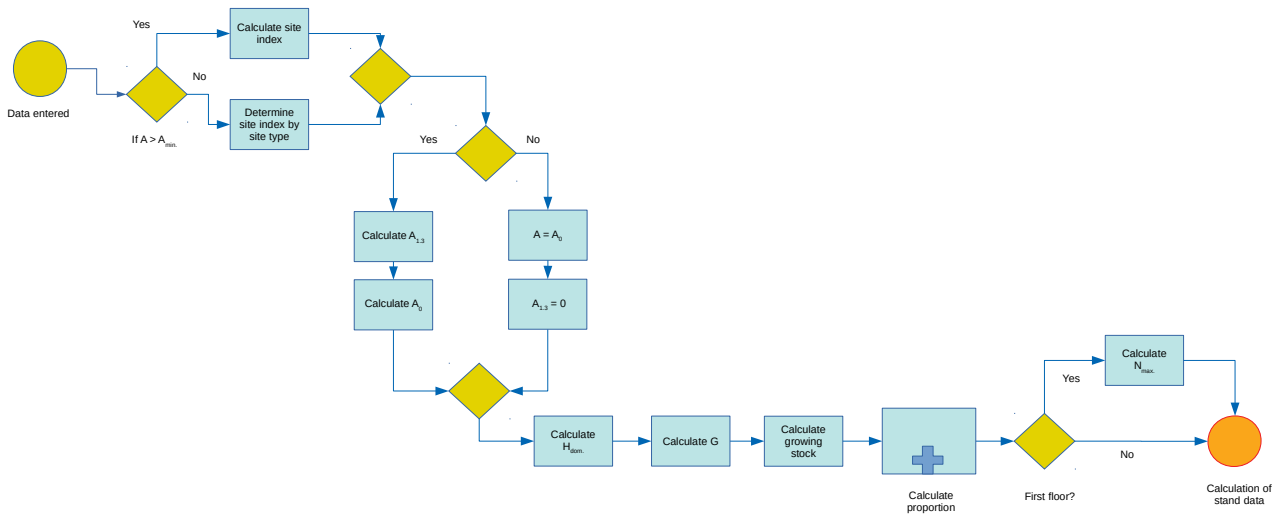 Yes
Calculate site
index
No
Data entered
If A > Amin.
Determine
site index by
site type
Yes
No
Calculate A1.3
A = A0
Calculate A0
A1.3 = 0
Calculate
Hdom.
Calculate G
Calculate
growing
stock
Calculate
proportion
First floor?
Yes
No
Calculate
Nmax.
Calculation of
stand data